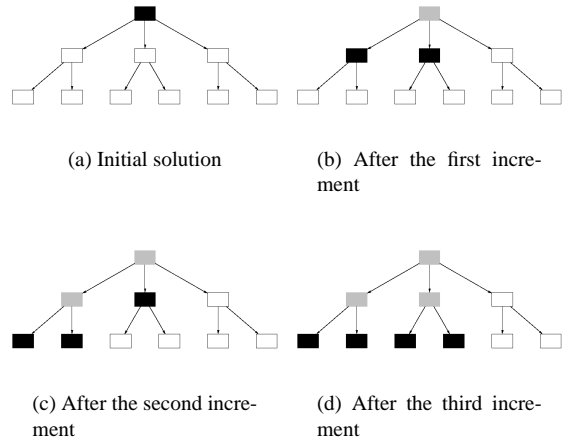 (a) Initial solution
(b) After the first incre-
ment
(c) After the second incre-
ment
(d) After the third incre-
ment